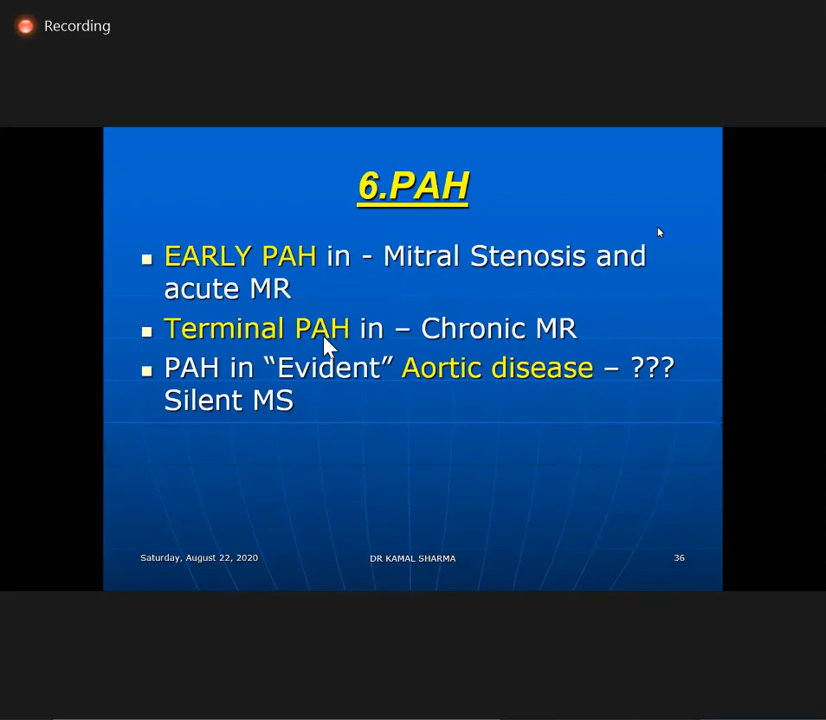 Recording
6.PAH
EARLY PAH in - Mitral Stenosis and
acute MR
Terminal PAH in – Chronic MR
PAH in “Evident” Aortic disease – ???
Silent MS
Saturday, August 22, 2020 DR KAMAL SHARMA 36